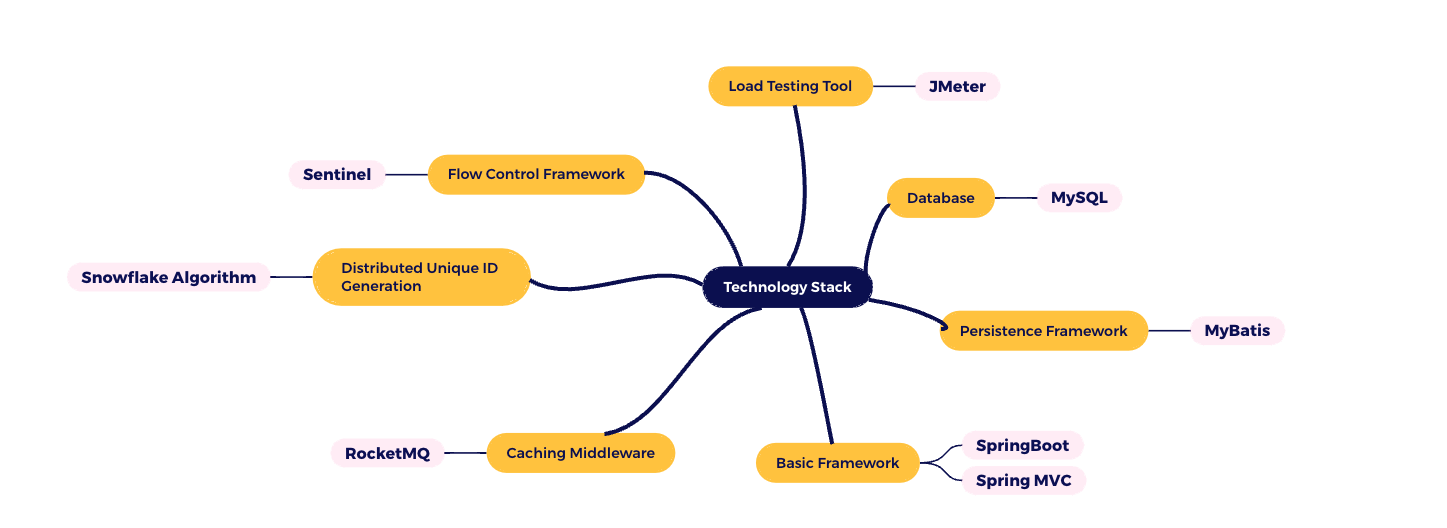 Load Testing Tool
JMeter
Sentinel
Flow Control Framework
Database
MySQL
Snowflake Algorithm
Distributed Unique ID
Generation
Technology Stack
Persistence Framework
MyBatis
RocketMQ
Caching Middleware
Basic Framework
SpringBoot
Spring MVC